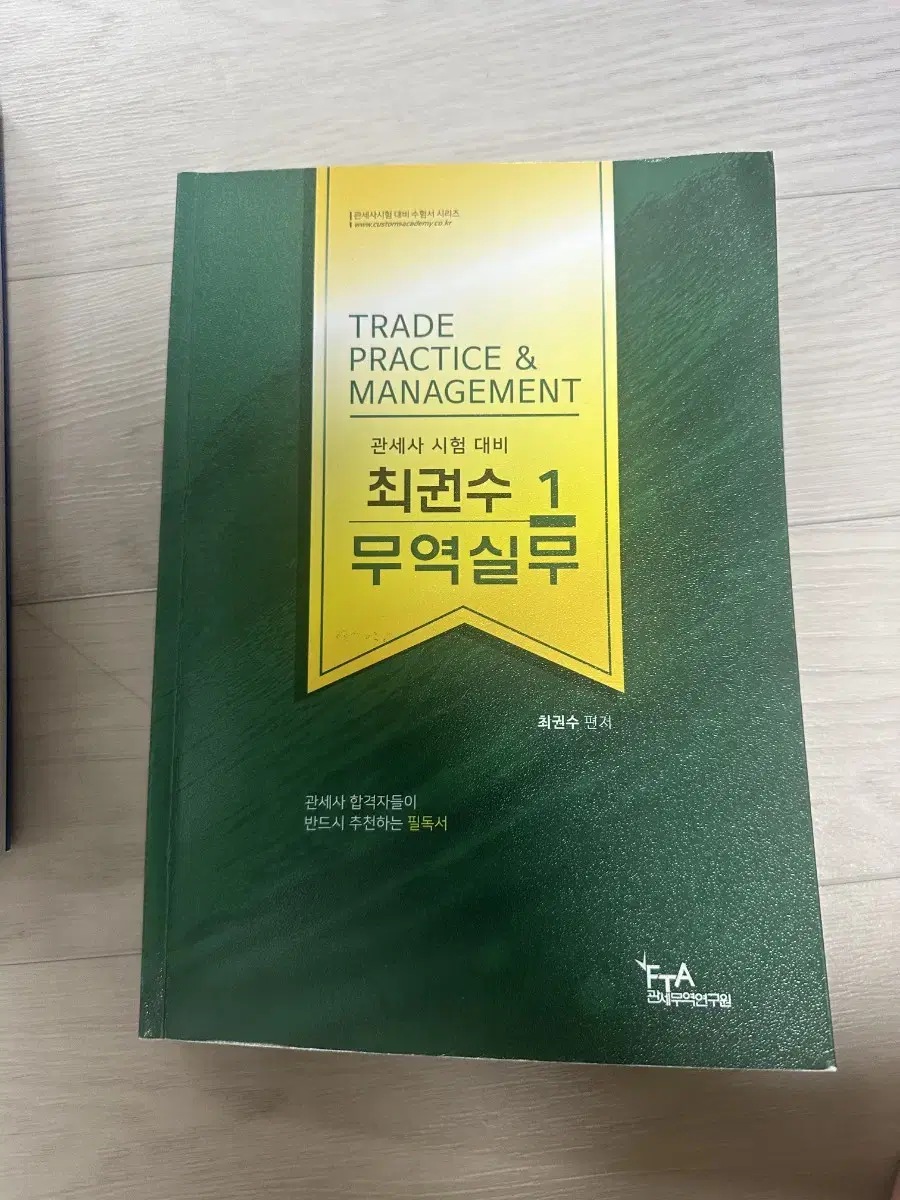 관세사시험 대비 수험서 시리즈
www.customsacademy.co.kr
TRADE
PRACTICE &
MANAGEMENT
관세사 시험 대비
최권수 1
무역실무
최권수 편저
관세사 합격자들이
반드시 추천하는 필독서
FTA
관세무역연구원